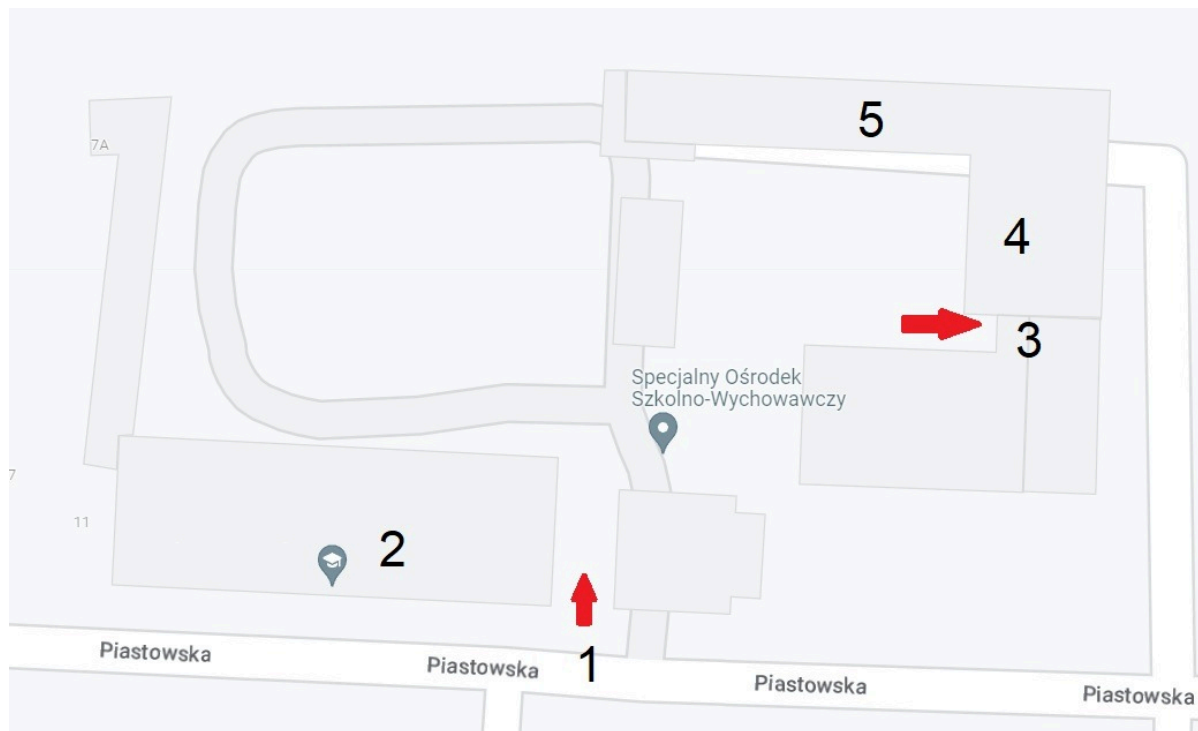 5
7A
4
3
Specjalny Ośrodek
Szkolno-Wychowawczy
7
11
2
1
Piastowska
Piastowska
Piastowska
Piastowska